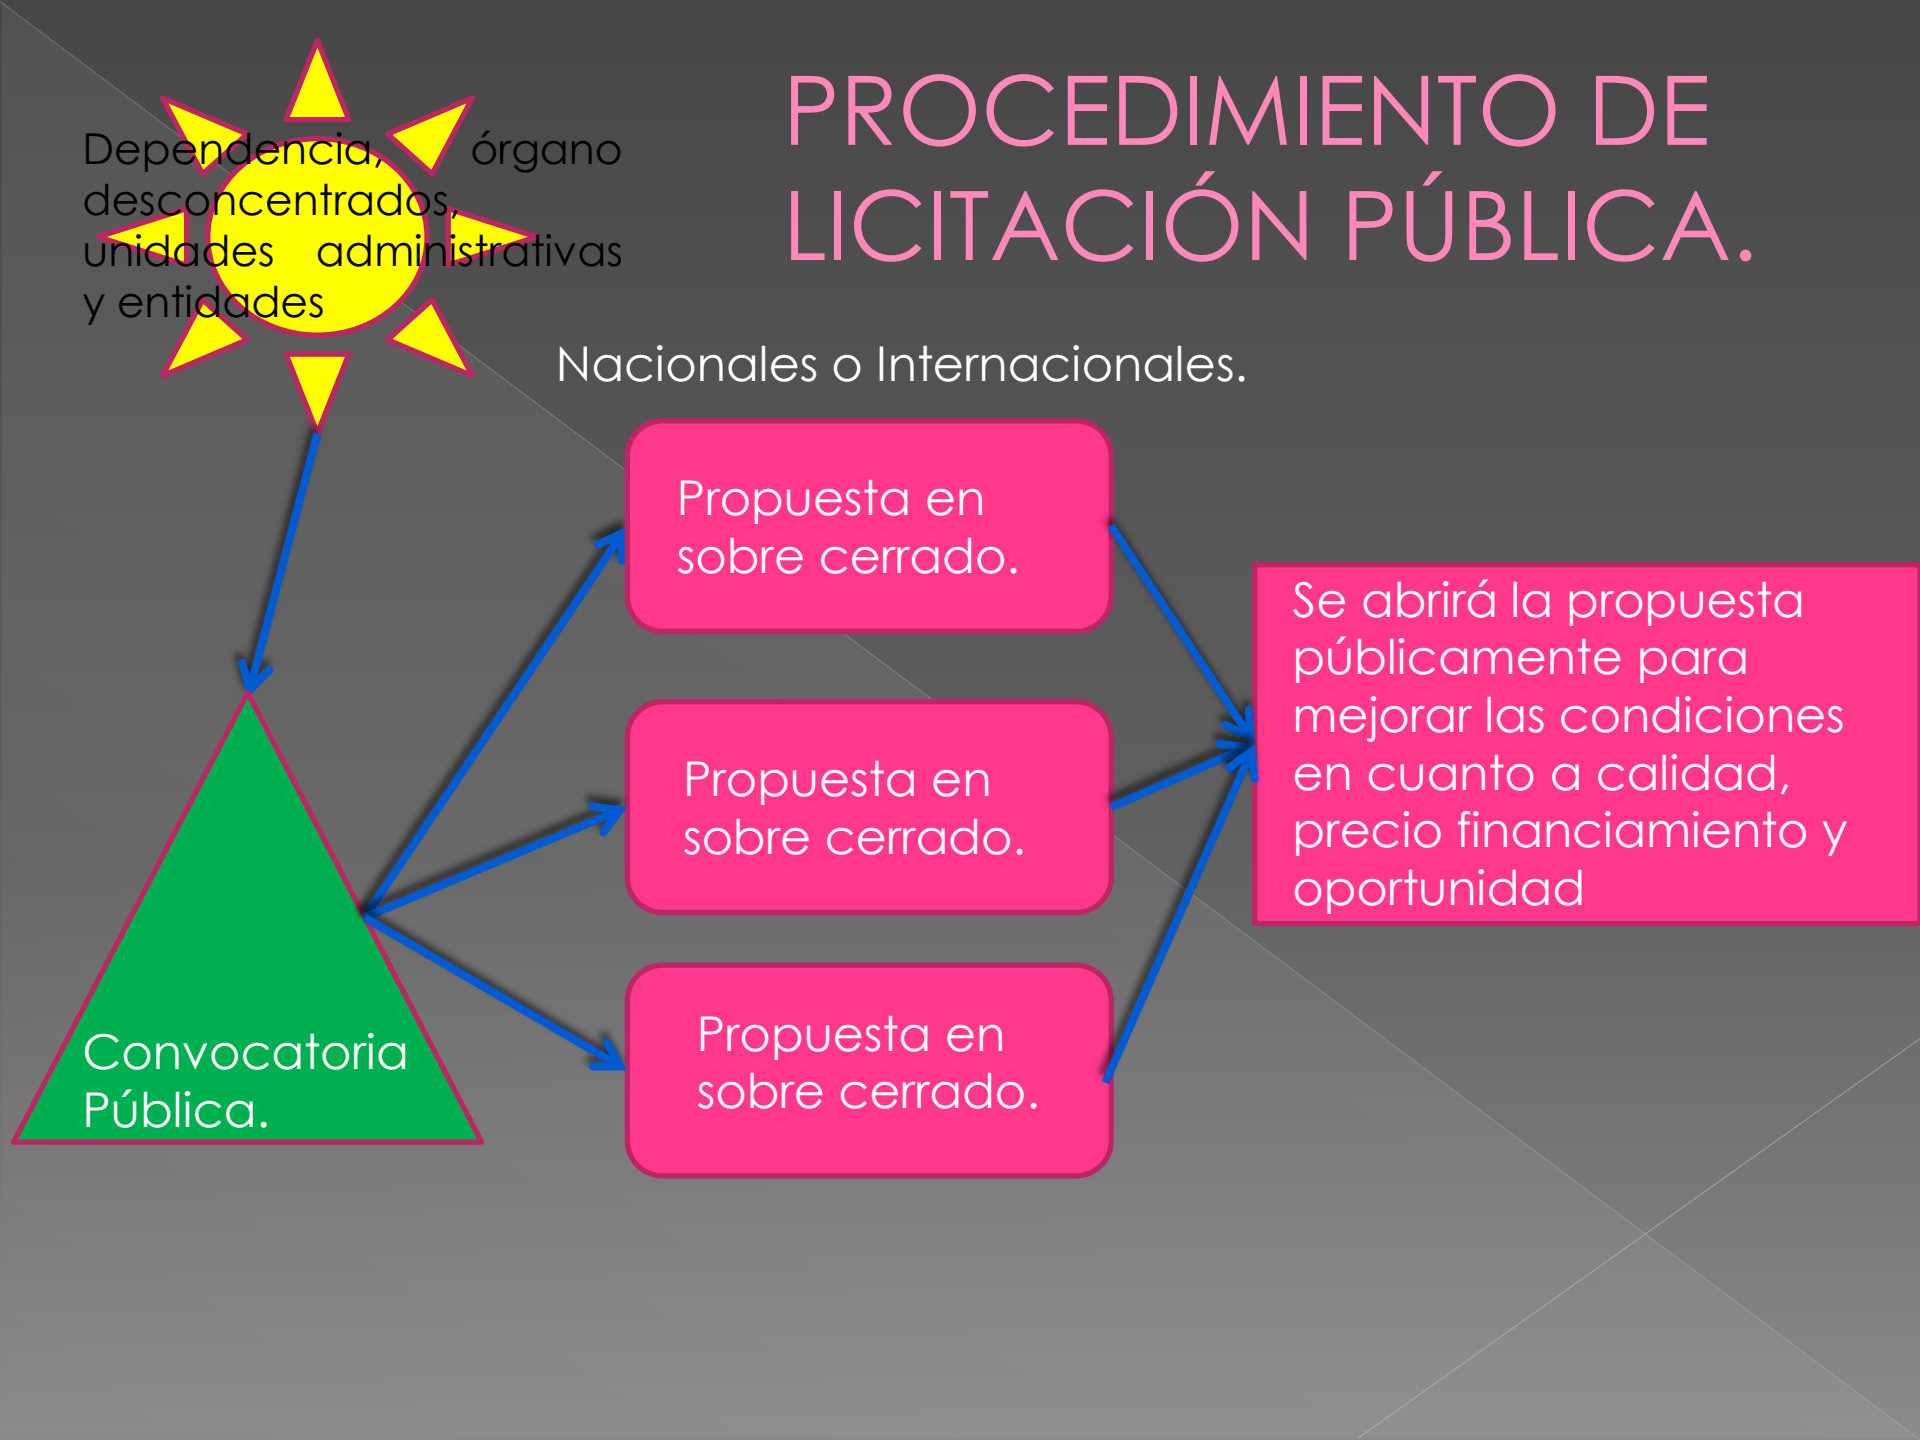 PROCEDIMIENTO DE
LICITACIÓN PÚBLICA.
Dependencia, órgano
desconcentrados,
unidades administrativas
y entidades
Nacionales o Internacionales.
Propuesta en
sobre cerrado.
Propuesta en
sobre cerrado.
Propuesta en
sobre cerrado.
Se abrirá la propuesta
públicamente para
mejorar las condiciones
en cuanto a calidad,
precio financiamiento y
oportunidad
Convocatoria
Pública.